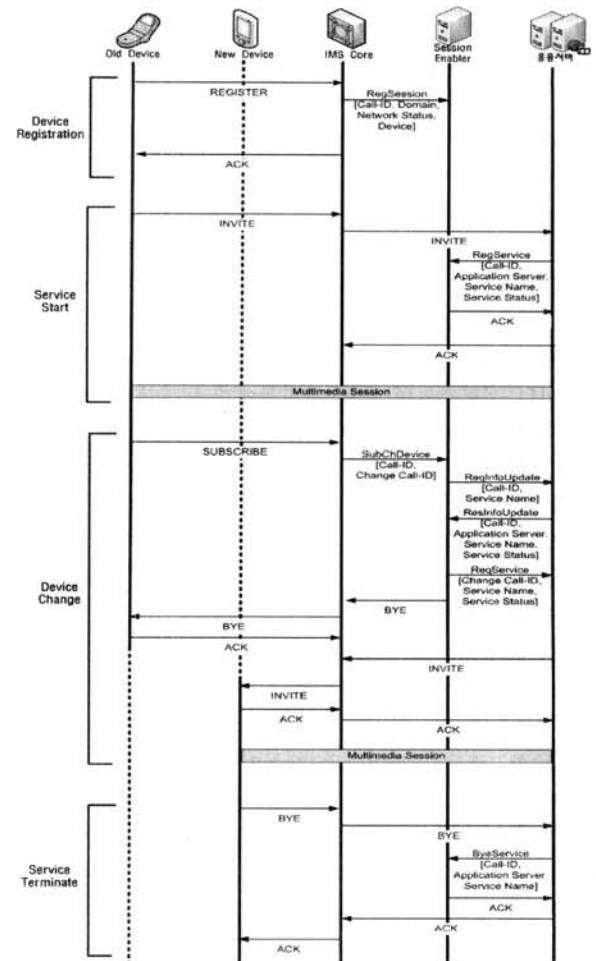 Old Device
New Device
IMS Core
Session
Enabler
응용서버
Device
Registration
REGISTER
RegSession
[Call-ID, Domain,
Network Status,
Device]
ACK
Service
Start
INVITE
INVITE
RegService
[Call-ID,
Application Server,
Service Name,
Service Status]
ACK
ACK
Multimedia Session
Device
Change
SUBSCRIBE
SubChDevice
[Call-ID,
Change Call-ID]
ReqInfoUpdate
[Call-ID,
Service Name]
ResInfoUpdate
[Call-ID,
Application Server,
Service Name,
Service Status]
ReqService
[Change Call-ID,
Service Name,
Service Status]
BYE
BYE
ACK
INVITE
INVITE
ACK
ACK
Multimedia Session
Service
Terminate
BYE
BYE
ByeService
[Call-ID,
Application Server
Service Name]
ACK
ACK
ACK